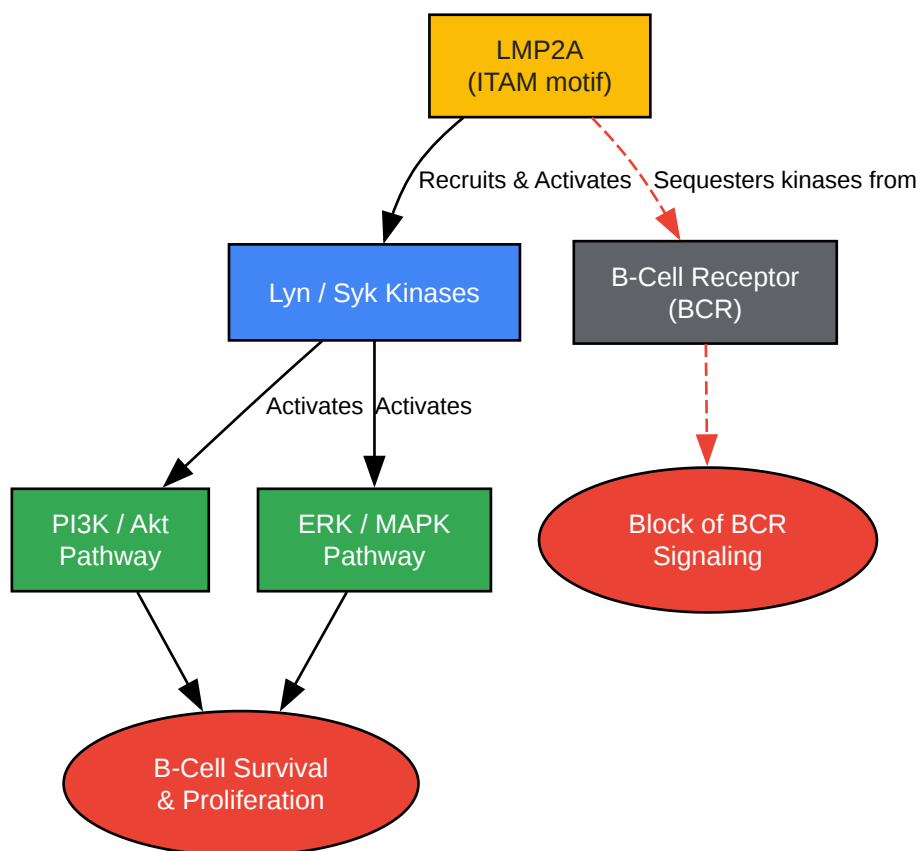 LMP2A
(ITAM motif)
Recruits & Activates
Sequesters kinases from
Lyn / Syk Kinases
B-Cell Receptor
(BCR)
Activates
Activates
PI3K / Akt
Pathway
ERK / MAPK
Pathway
Block of BCR
Signaling
B-Cell Survival
& Proliferation